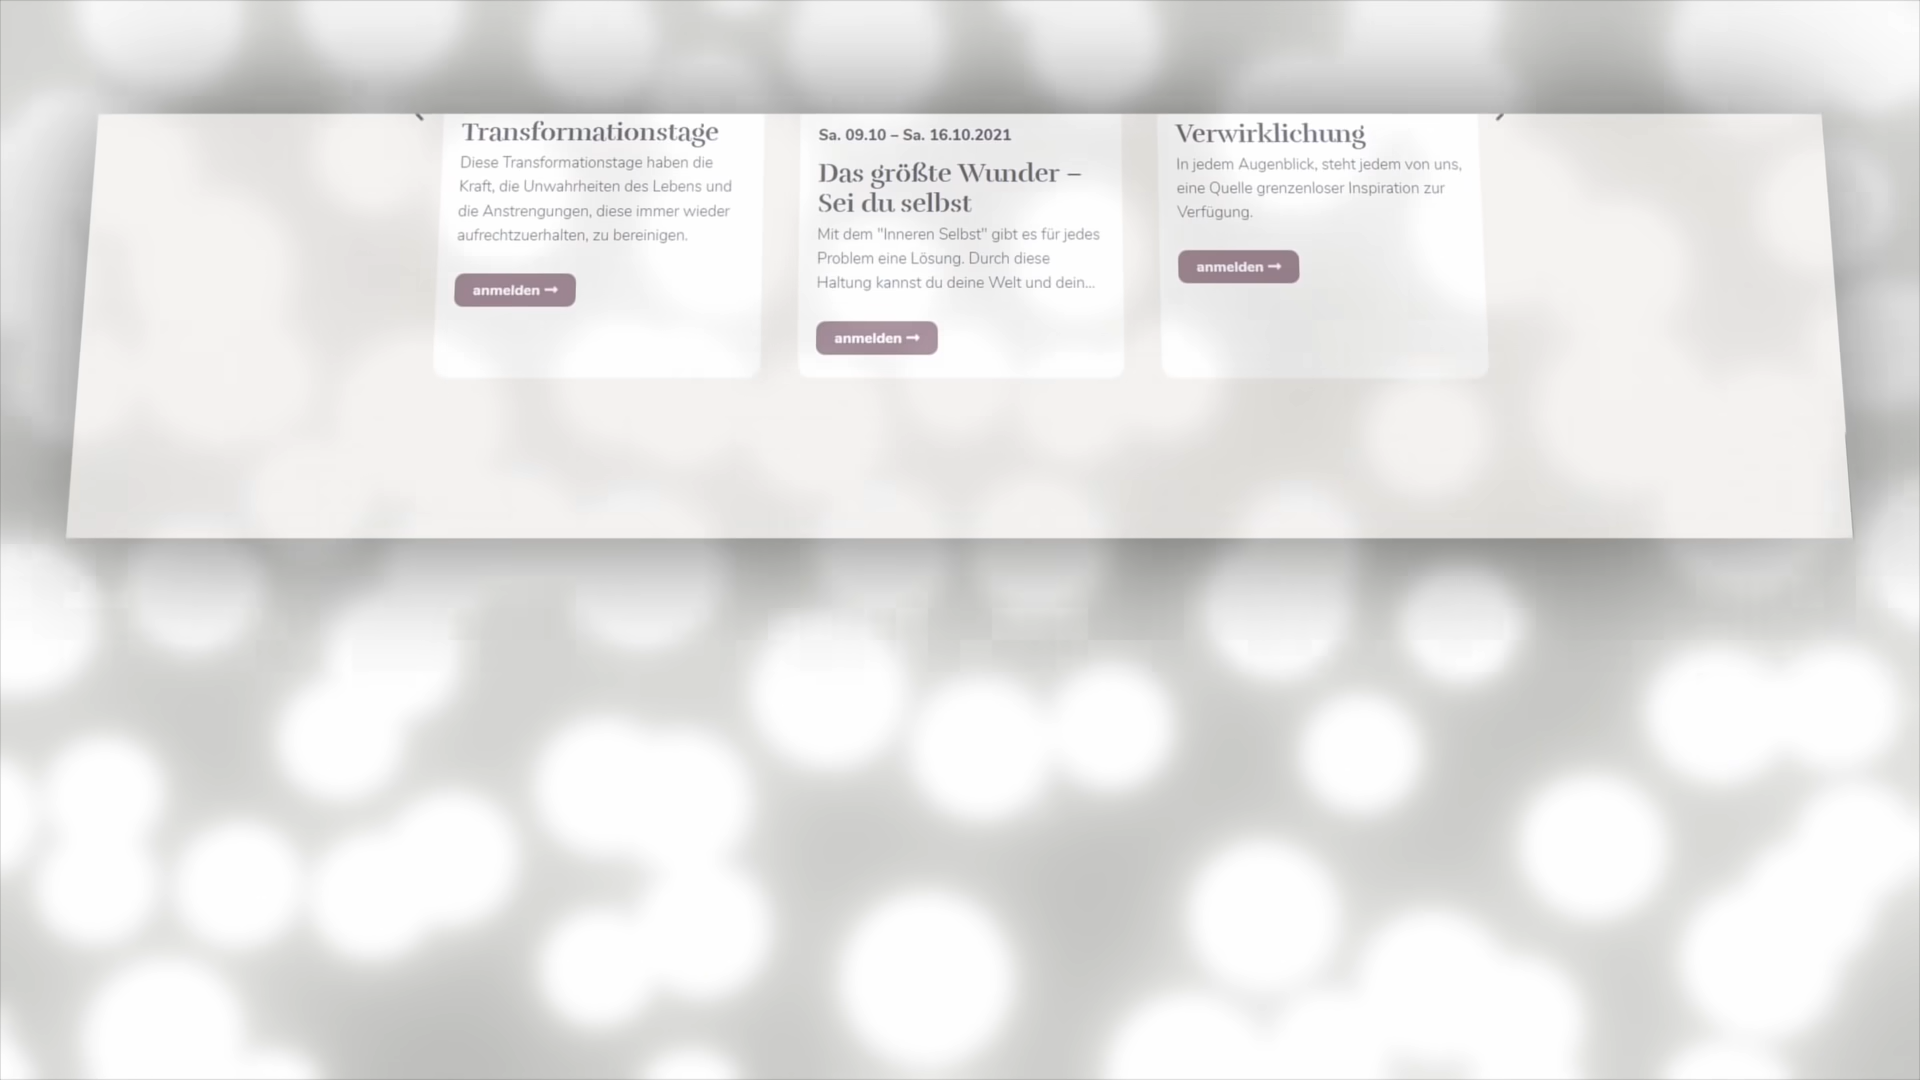 Transformationstage
Diese Transformationstage haben die
Kraft, die Unwahrheiten des Lebens und
die Anstrengungen, diese immer wieder
aufrechtzuerhalten, zu bereinigen.
anmelden →
Sa. 09.10 – Sa. 16.10.2021
Das größte Wunder –
Sei du selbst
Mit dem "Inneren Selbst" gibt es für jedes
Problem eine Lösung. Durch diese
Haltung kannst du deine Welt und dein...
anmelden →
Verwirklichung
In jedem Augenblick, steht jedem von uns,
eine Quelle grenzenloser Inspiration zur
Verfügung.
anmelden →